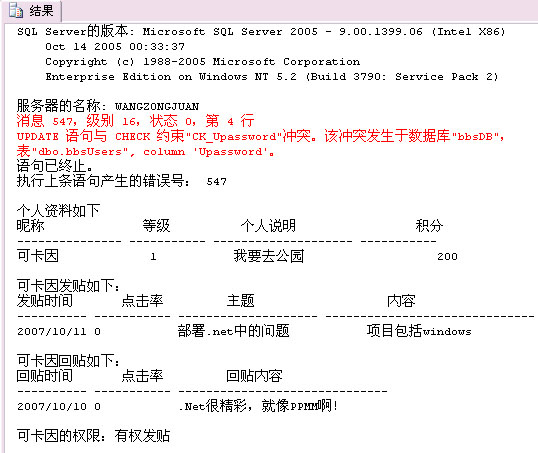 结果
SQL Server的版本: Microsoft SQL Server 2005 - 9.00.1399.06 (Intel X86)
Oct 14 2005 00:33:37
Copyright (c) 1988-2005 Microsoft Corporation
Enterprise Edition on Windows NT 5.2 (Build 3790: Service Pack 2)
服务器的名称: WANGZONGJUAN
消息 547，级别 16，状态 0，第 4 行
UPDATE 语句与 CHECK 约束"CK_Upassword"冲突。该冲突发生于数据库"bbsDB"，
表"dbo.bbsUsers", column 'Upassword'。
语句已终止。
执行上条语句产生的错误号： 547
个人资料如下
昵称 等级 个人说明 积分
--------------- ----------- -------------------- -----------
可卡因 1 我要去公园 200
可卡因发贴如下：
发贴时间 点击率 主题 内容
---------- ----------- -------------------- ------------------------------
2007/10/11 0 部署.net中的问题 项目包括windows
可卡因回贴如下：
回贴时间 点击率 回贴内容
---------- ----------- ------------------------------
2007/10/10 0 .Net很精彩，就像PPMM啊!
可卡因的权限：有权发贴